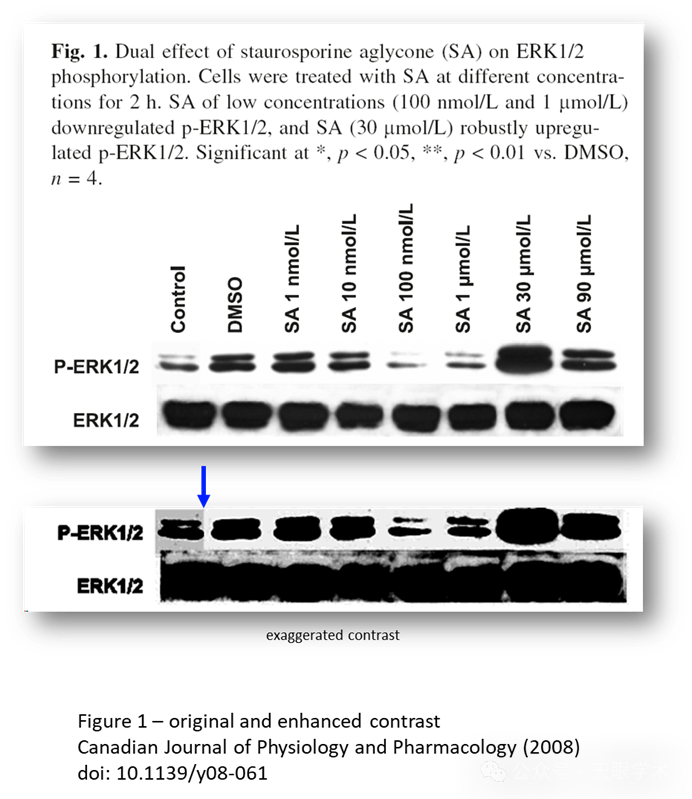 Fig. 1. Dual effect of staurosporine aglycone (SA) on ERK1/2
phosphorylation. Cells were treated with SA at different concentra-
tions for 2 h. SA of low concentrations (100 nmol/L and 1 µmol/L)
downregulated p-ERK1/2, and SA (30 µmol/L) robustly upregu-
lated p-ERK1/2. Significant at *, p < 0.05, **, p < 0.01 vs. DMSO,
n = 4.
Control
DMSO
SA 1 nmol/L
SA 10 nmol/L
SA 100 nmol/L
SA 1 µmol/L
SA 30 µmol/L
SA 90 µmol/L
P-ERK1/2
ERK1/2
P-ERK1/2
ERK1/2
exaggerated contrast
Figure 1 – original and enhanced contrast
Canadian Journal of Physiology and Pharmacology (2008)
doi: 10.1139/y08-061